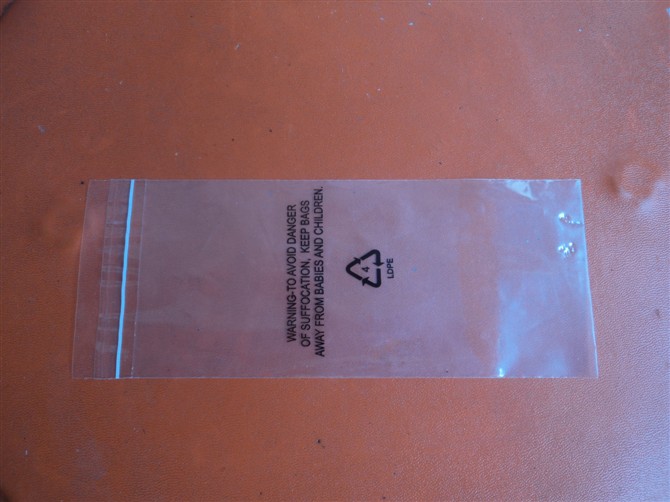 WARNING-TO AVOID DANGER
OF SUFFOCATION, KEEP BAGS
AWAY FROM BABIES AND CHILDREN.
4
LDPE